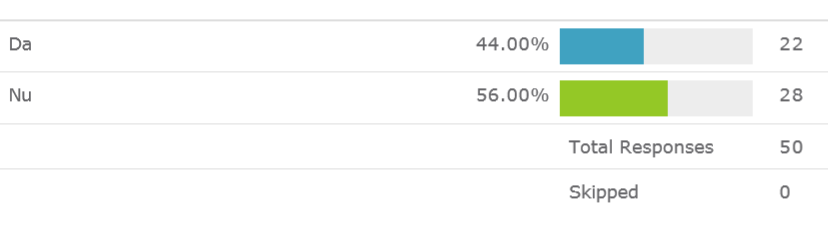 Da 44.00% 22
Nu 56.00% 28
Total Responses 50
Skipped 0